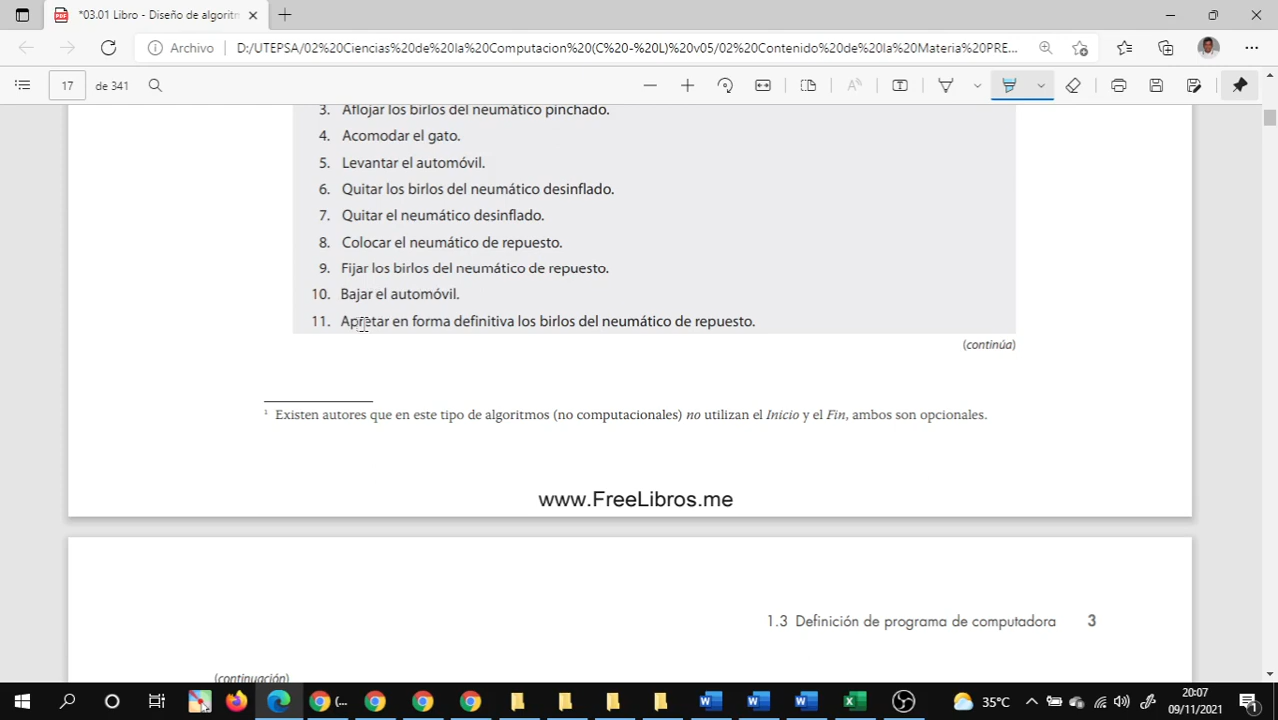 *03.01 Libro - Diseño de algoritn
Archivo D:/UTEPSA/02%20Ciencias%20de%20la%20Computacion%20(C%20-%20L)%20v05/02%20Contenido%20de%20la%20Materia%20PRE...
17 de 341
3. Aflojar los birlos del neumático pinchado.
4. Acomodar el gato.
5. Levantar el automóvil.
6. Quitar los birlos del neumático desinflado.
7. Quitar el neumático desinflado.
8. Colocar el neumático de repuesto.
9. Fijar los birlos del neumático de repuesto.
10. Bajar el automóvil.
11. Apretar en forma definitiva los birlos del neumático de repuesto.
(continúa)
1 Existen autores que en este tipo de algoritmos (no computacionales) no utilizan el Inicio y el Fin, ambos son opcionales.
www.FreeLibros.me
1.3 Definición de programa de computadora 3
(continuación)
(...
35°C
20:07
09/11/2021
1